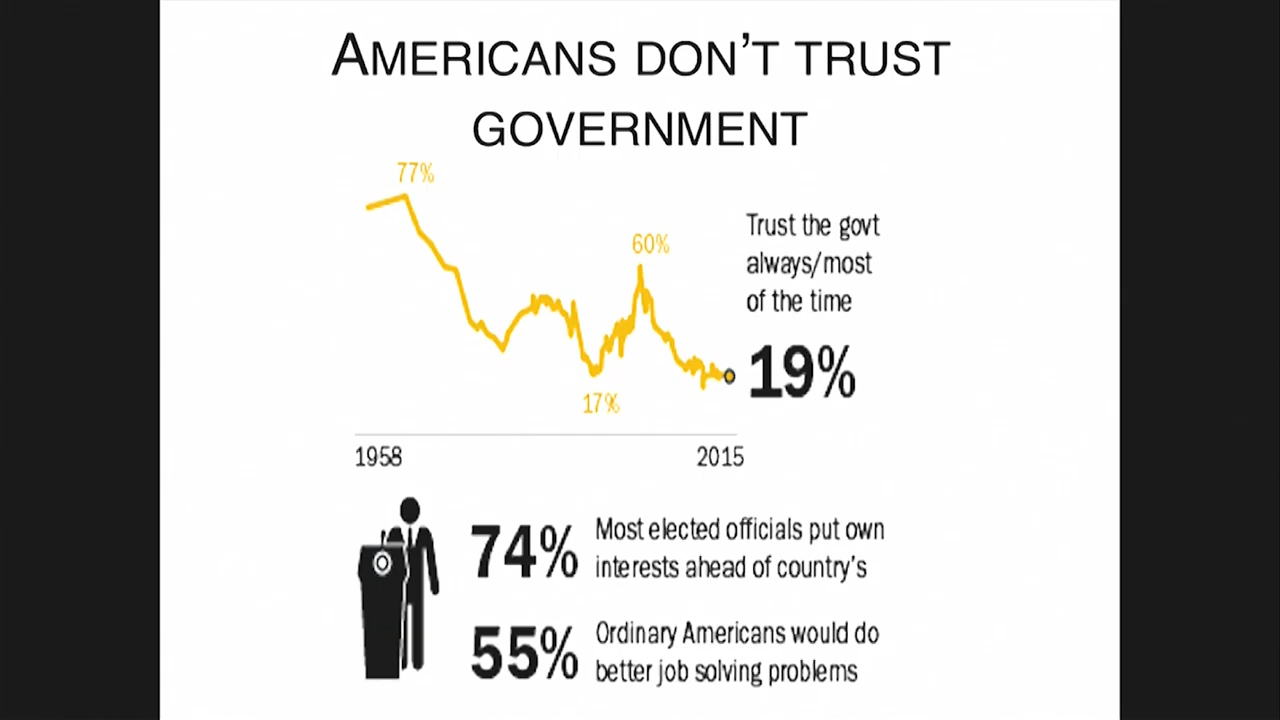 AMERICANS DON'T TRUST
GOVERNMENT
77%
60%
17%
1958
2015
Trust the govt
always/most
of the time
19%
74%
Most elected officials put own
interests ahead of country's
55%
Ordinary Americans would do
better job solving problems